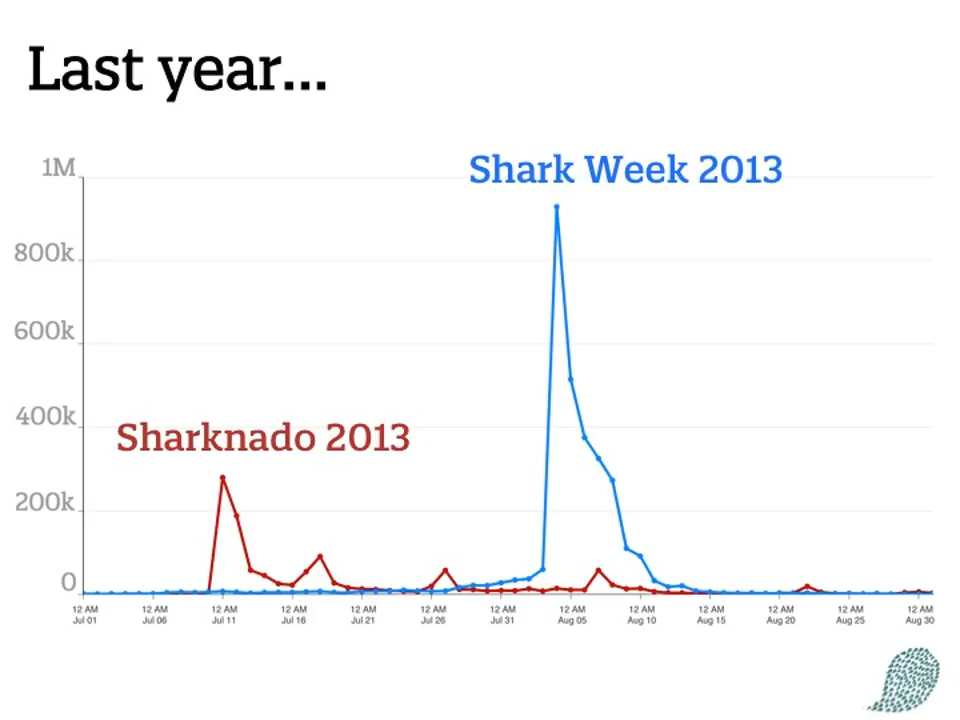 Last year...
1M
Shark Week 2013
800k
600k
400k
Sharknado 2013
200k
0
12 AM 12 AM 12 AM 12 AM 12 AM 12 AM 12 AM 12 AM 12 AM 12 AM 12 AM 12 AM 12 AM
Jul 01 Jul 06 Jul 11 Jul 16 Jul 21 Jul 26 Jul 31 Aug 05 Aug 10 Aug 15 Aug 20 Aug 25 Aug 30